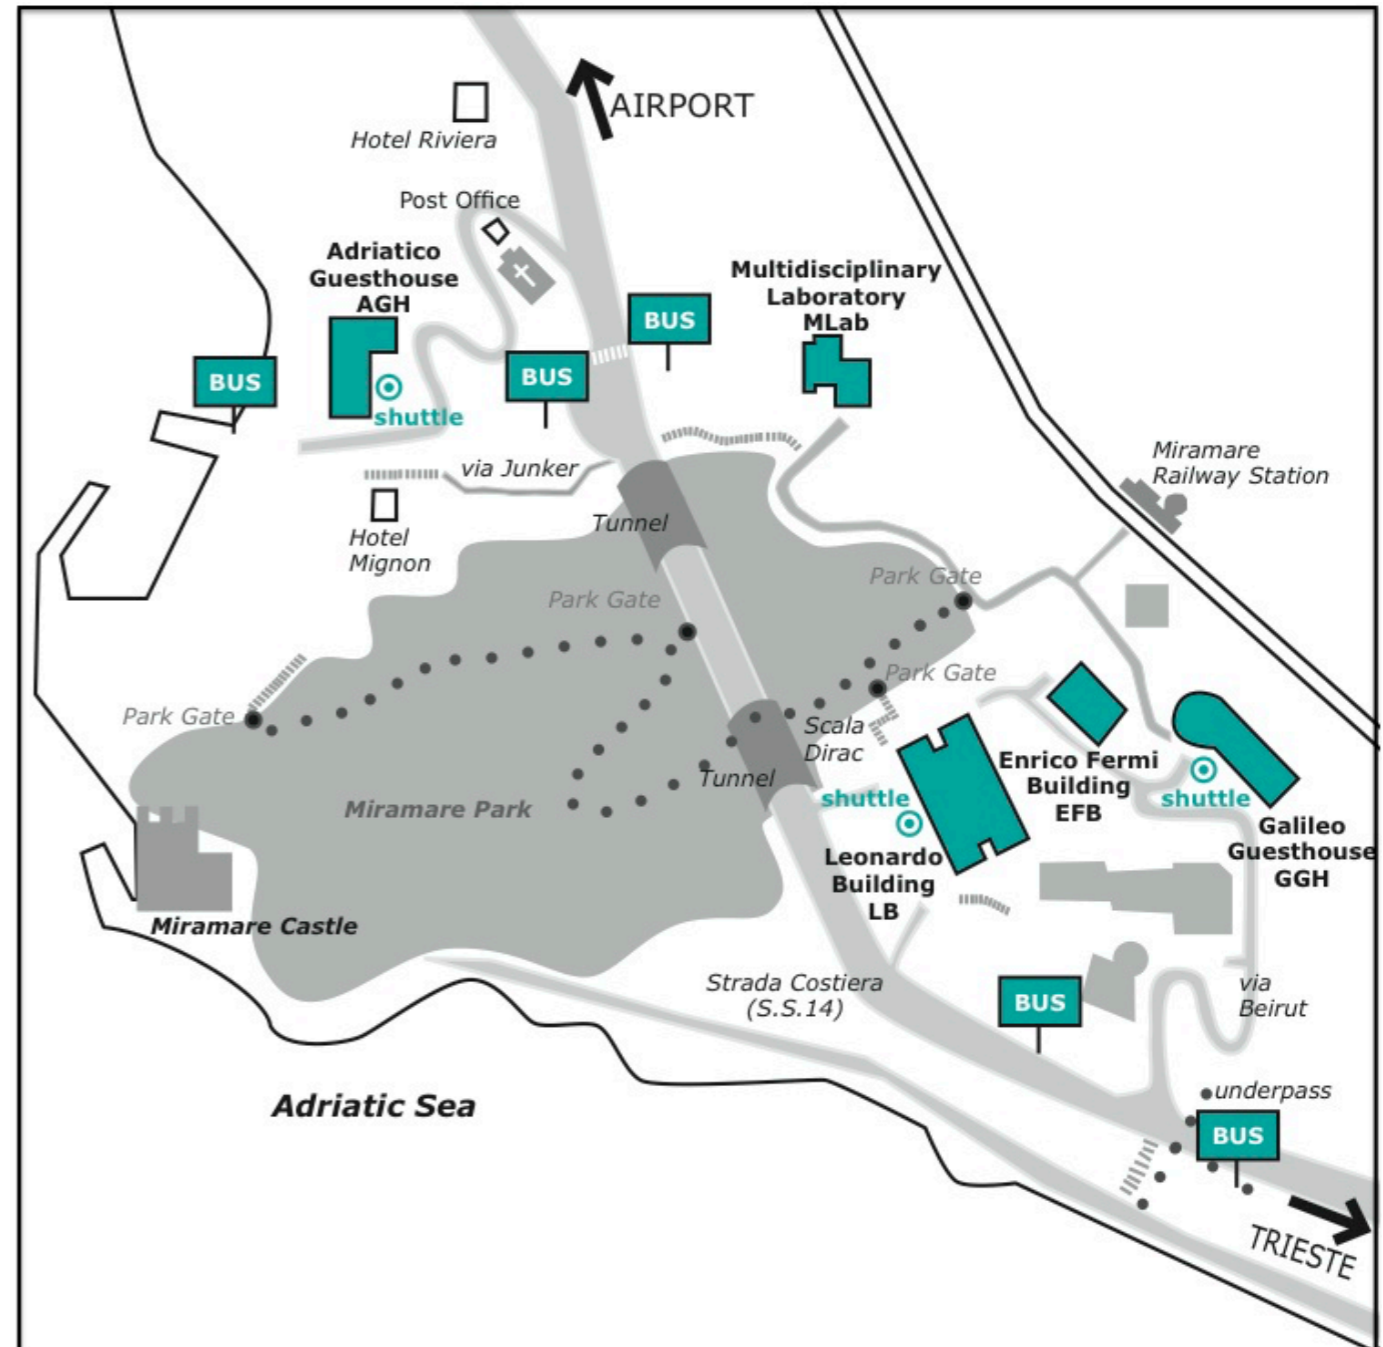 AIRPORT
Hotel Riviera
Post Office
Adriatico
Guesthouse
AGH
BUS
shuttle
BUS
BUS
Multidisciplinary
Laboratory
MLab
via Junker
Hotel
Mignon
Tunnel
Miramare
Railway Station
Park Gate
Park Gate
Park Gate
Park Gate
Scala
Dirac
Tunnel
Miramare Park
Miramare Castle
shuttle
Leonardo
Building
LB
Enrico Fermi
Building
EFB
shuttle
Galileo
Guesthouse
GGH
Strada Costiera
(S.S.14)
BUS
via
Beirut
Adriatic Sea
underpass
BUS
TRIESTE